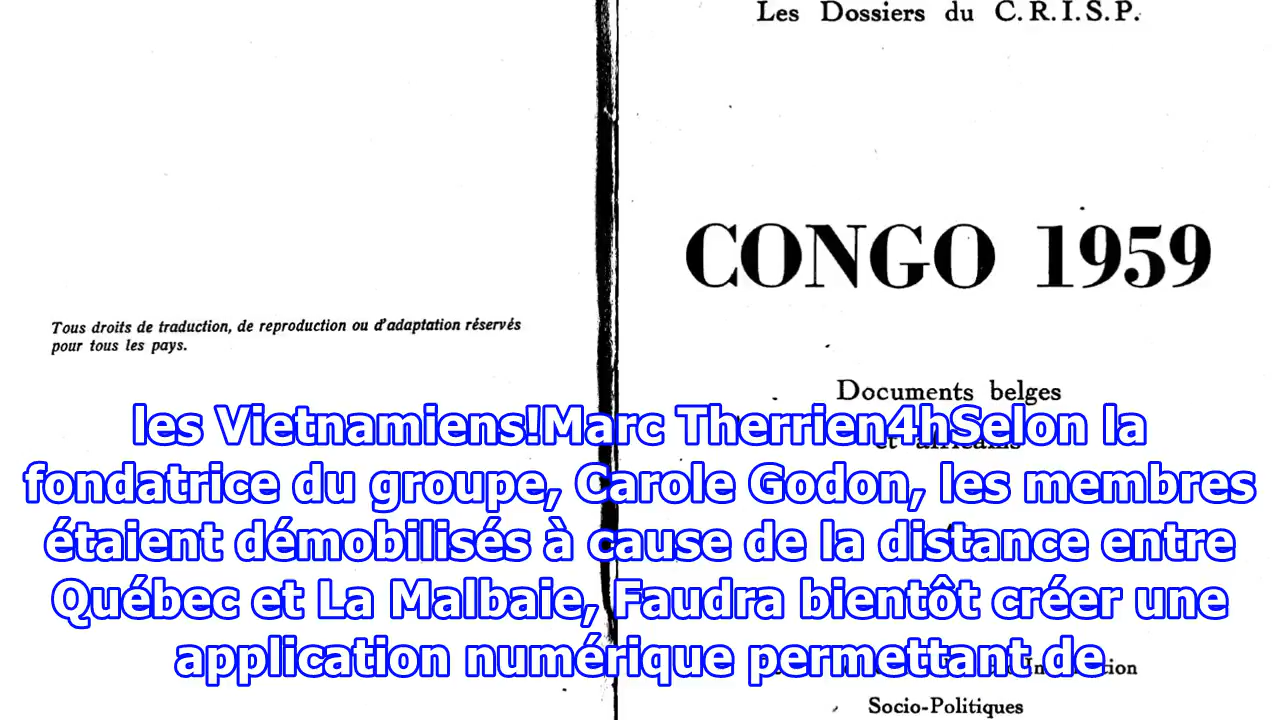 Les Dossiers du C.R.I.S.P.
CONGO 1959
Tous droits de traduction, de reproduction ou d'adaptation réservés
pour tous les pays.
Documents belges
et africains
les Vietnamiens!Marc Therrien4hSelon la
fondatrice du groupe, Carole Godon, les membres
étaient démobilisés à cause de la distance entre
Québec et La Malbaie, Faudra bientôt créer une
application numérique permettant de
Socio-Politiques